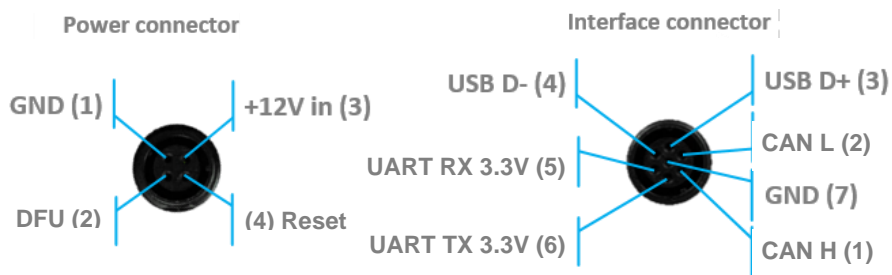 Power connector
GND (1)
+12V in (3)
DFU (2)
(4) Reset
Interface connector
USB D- (4)
USB D+ (3)
UART RX 3.3V (5)
CAN L (2)
GND (7)
UART TX 3.3V (6)
CAN H (1)